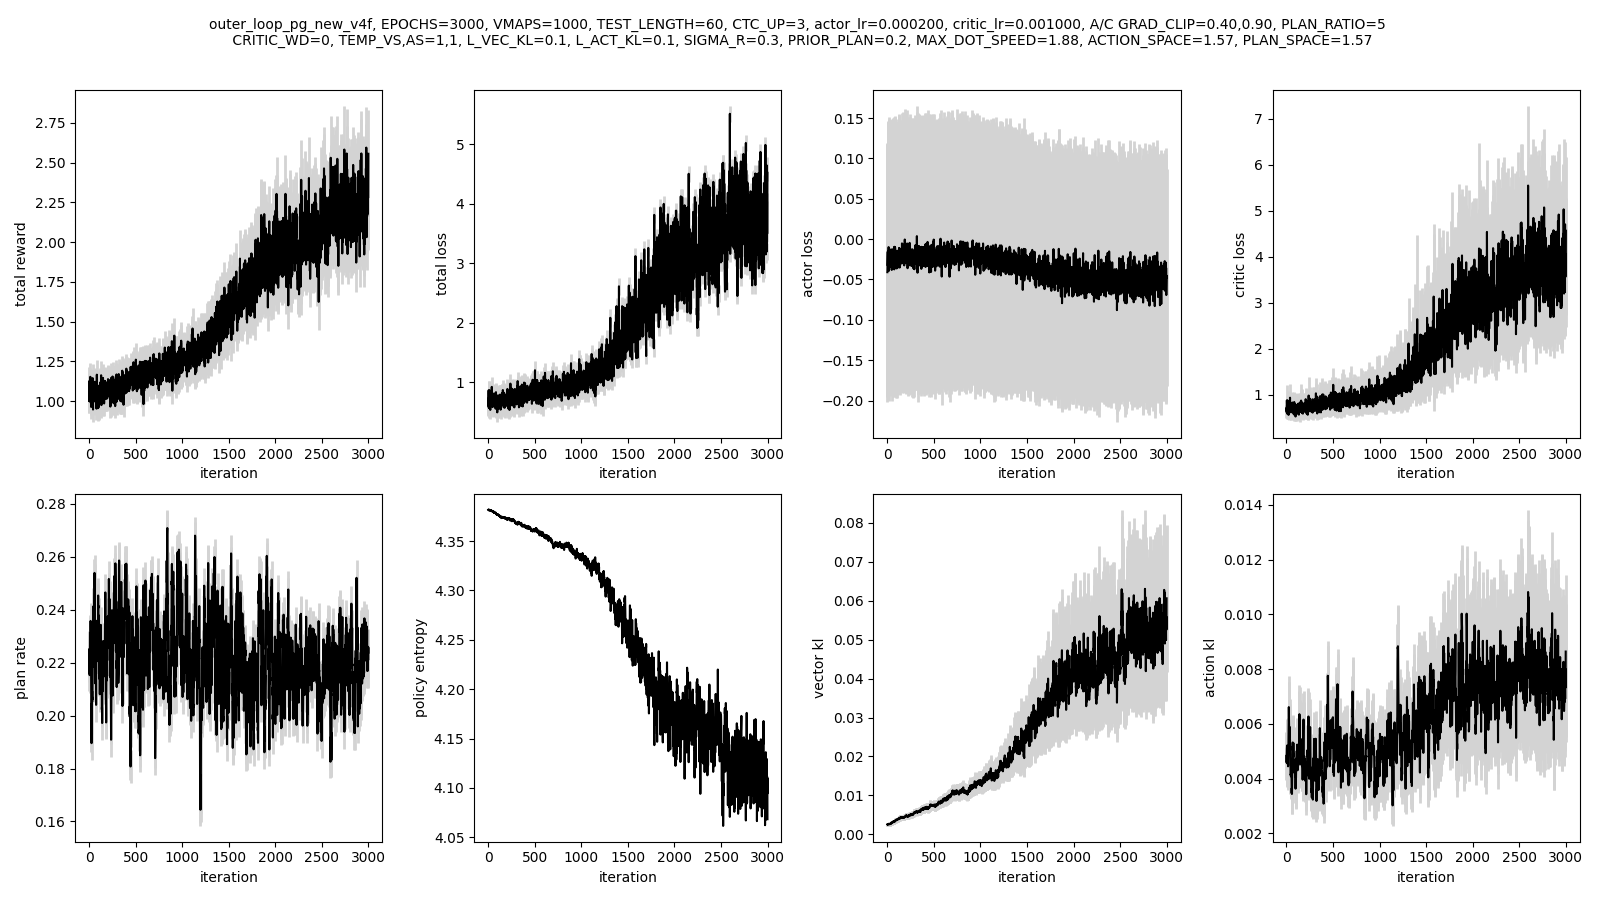 outer_loop_pg_new_v4f, EPOCHS=3000, VMAPS=1000, TEST_LENGTH=60, CTC_UP=3, actor_lr=0.000200, critic_lr=0.001000, A/C GRAD_CLIP=0.40,0.90, PLAN_RATIO=5
CRITIC_WD=0, TEMP_VS,AS=1,1, L_VEC_KL=0.1, L_ACT_KL=0.1, SIGMA_R=0.3, PRIOR_PLAN=0.2, MAX_DOT_SPEED=1.88, ACTION_SPACE=1.57, PLAN_SPACE=1.57
total reward
2.75
2.50
2.25
2.00
1.75
1.50
1.25
1.00
0 500 1000 1500 2000 2500 3000
iteration
total loss
5
4
3
2
1
0 500 1000 1500 2000 2500 3000
iteration
actor loss
0.15
0.10
0.05
0.00
−0.05
−0.10
−0.15
−0.20
0 500 1000 1500 2000 2500 3000
iteration
critic loss
7
6
5
4
3
2
1
0 500 1000 1500 2000 2500 3000
iteration
plan rate
0.28
0.26
0.24
0.22
0.20
0.18
0.16
0 500 1000 1500 2000 2500 3000
iteration
policy entropy
4.35
4.30
4.25
4.20
4.15
4.10
4.05
0 500 1000 1500 2000 2500 3000
iteration
vector kl
0.08
0.07
0.06
0.05
0.04
0.03
0.02
0.01
0.00
0 500 1000 1500 2000 2500 3000
iteration
action kl
0.014
0.012
0.010
0.008
0.006
0.004
0.002
0 500 1000 1500 2000 2500 3000
iteration